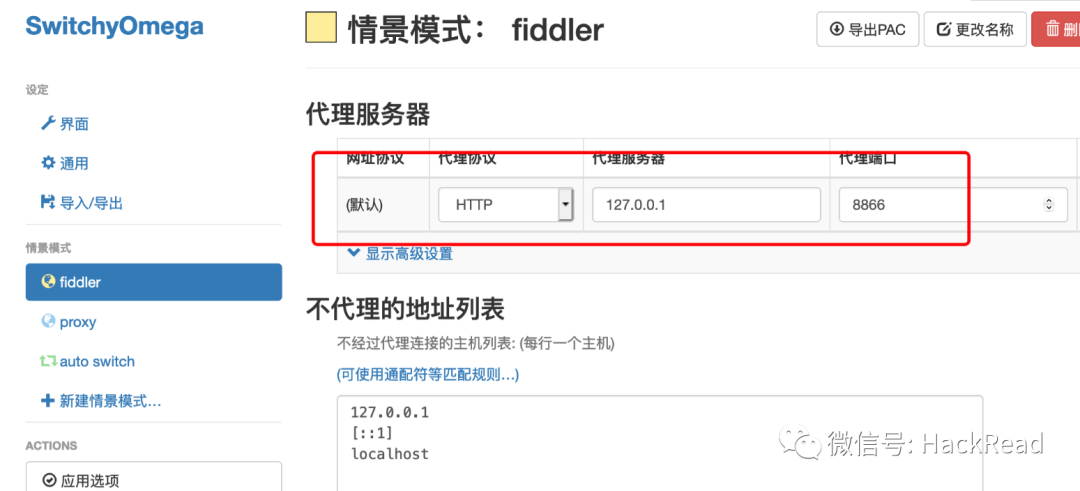 SwitchyOmega
设定
界面
通用
导入/导出
情景模式
fiddler
proxy
auto switch
新建情景模式...
ACTIONS
应用选项
情景模式： fiddler
导出PAC
更改名称
删
代理服务器
网址协议 代理协议 代理服务器 代理端口
(默认) HTTP 127.0.0.1 8866
显示高级设置
不代理的地址列表
不经过代理连接的主机列表: (每行一个主机)
(可使用通配符等匹配规则...)
127.0.0.1
[::1]
localhost
微信号: HackRead